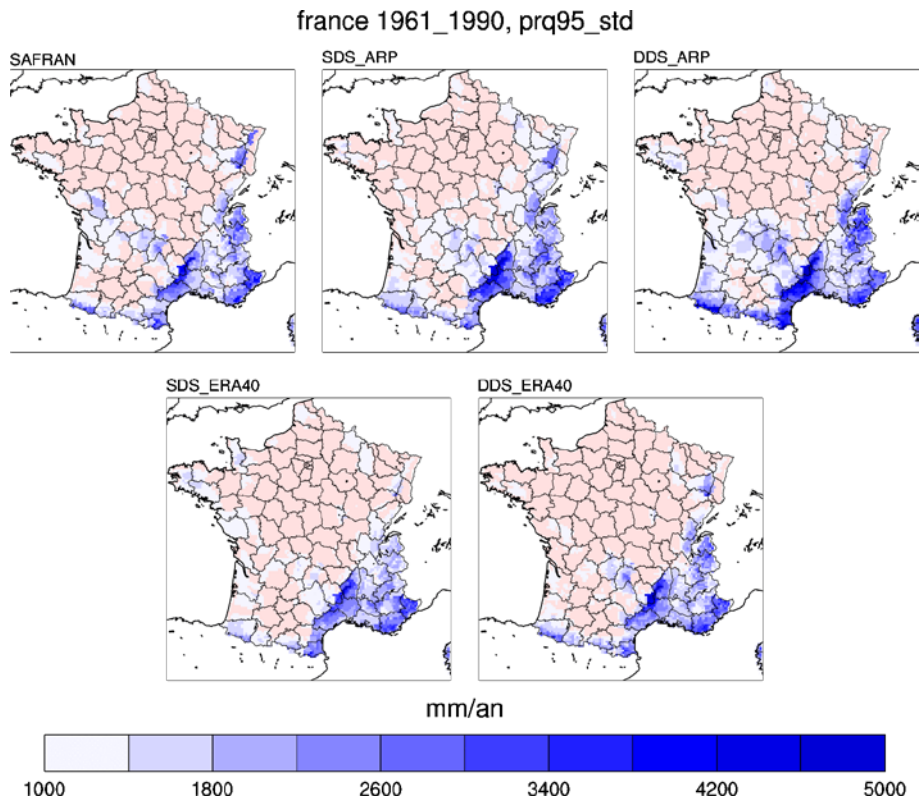 france 1961_1990, prq95_std
SAFRAN
SDS_ARP
DDS_ARP
SDS_ERA40
DDS_ERA40
mm/an
1000 1800 2600 3400 4200 5000